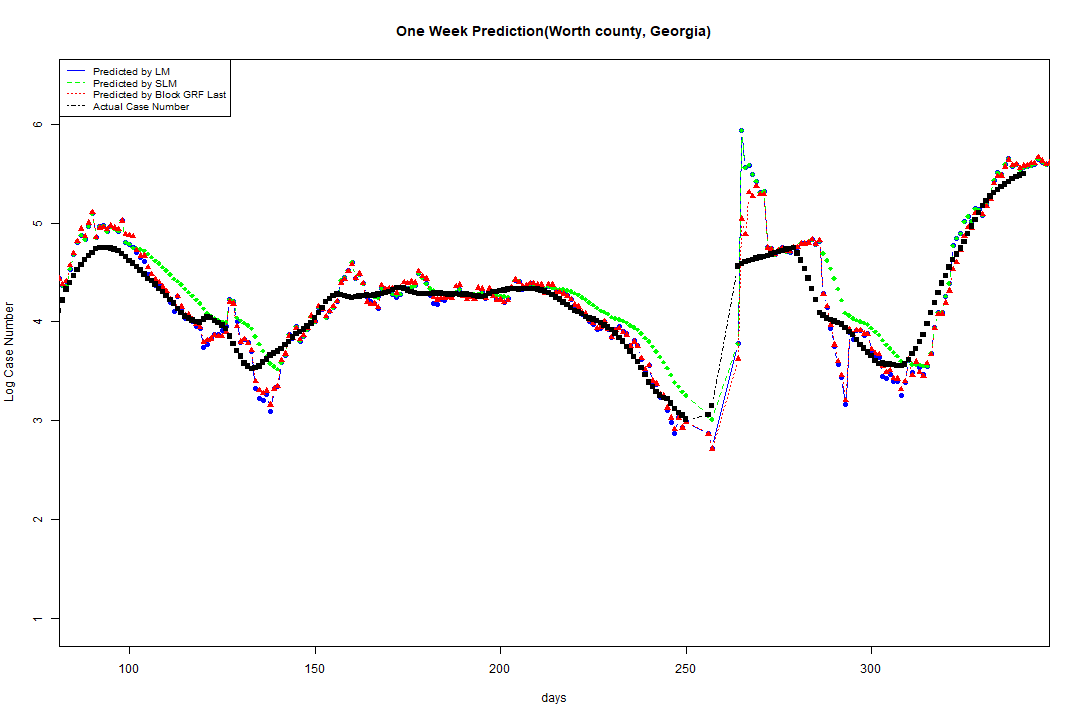 One Week Prediction(Worth county, Georgia)
Predicted by LM
Predicted by SLM
Predicted by Block GRF Last
Actual Case Number
6
5
4
3
2
1
Log Case Number
100 150 200 250 300
days